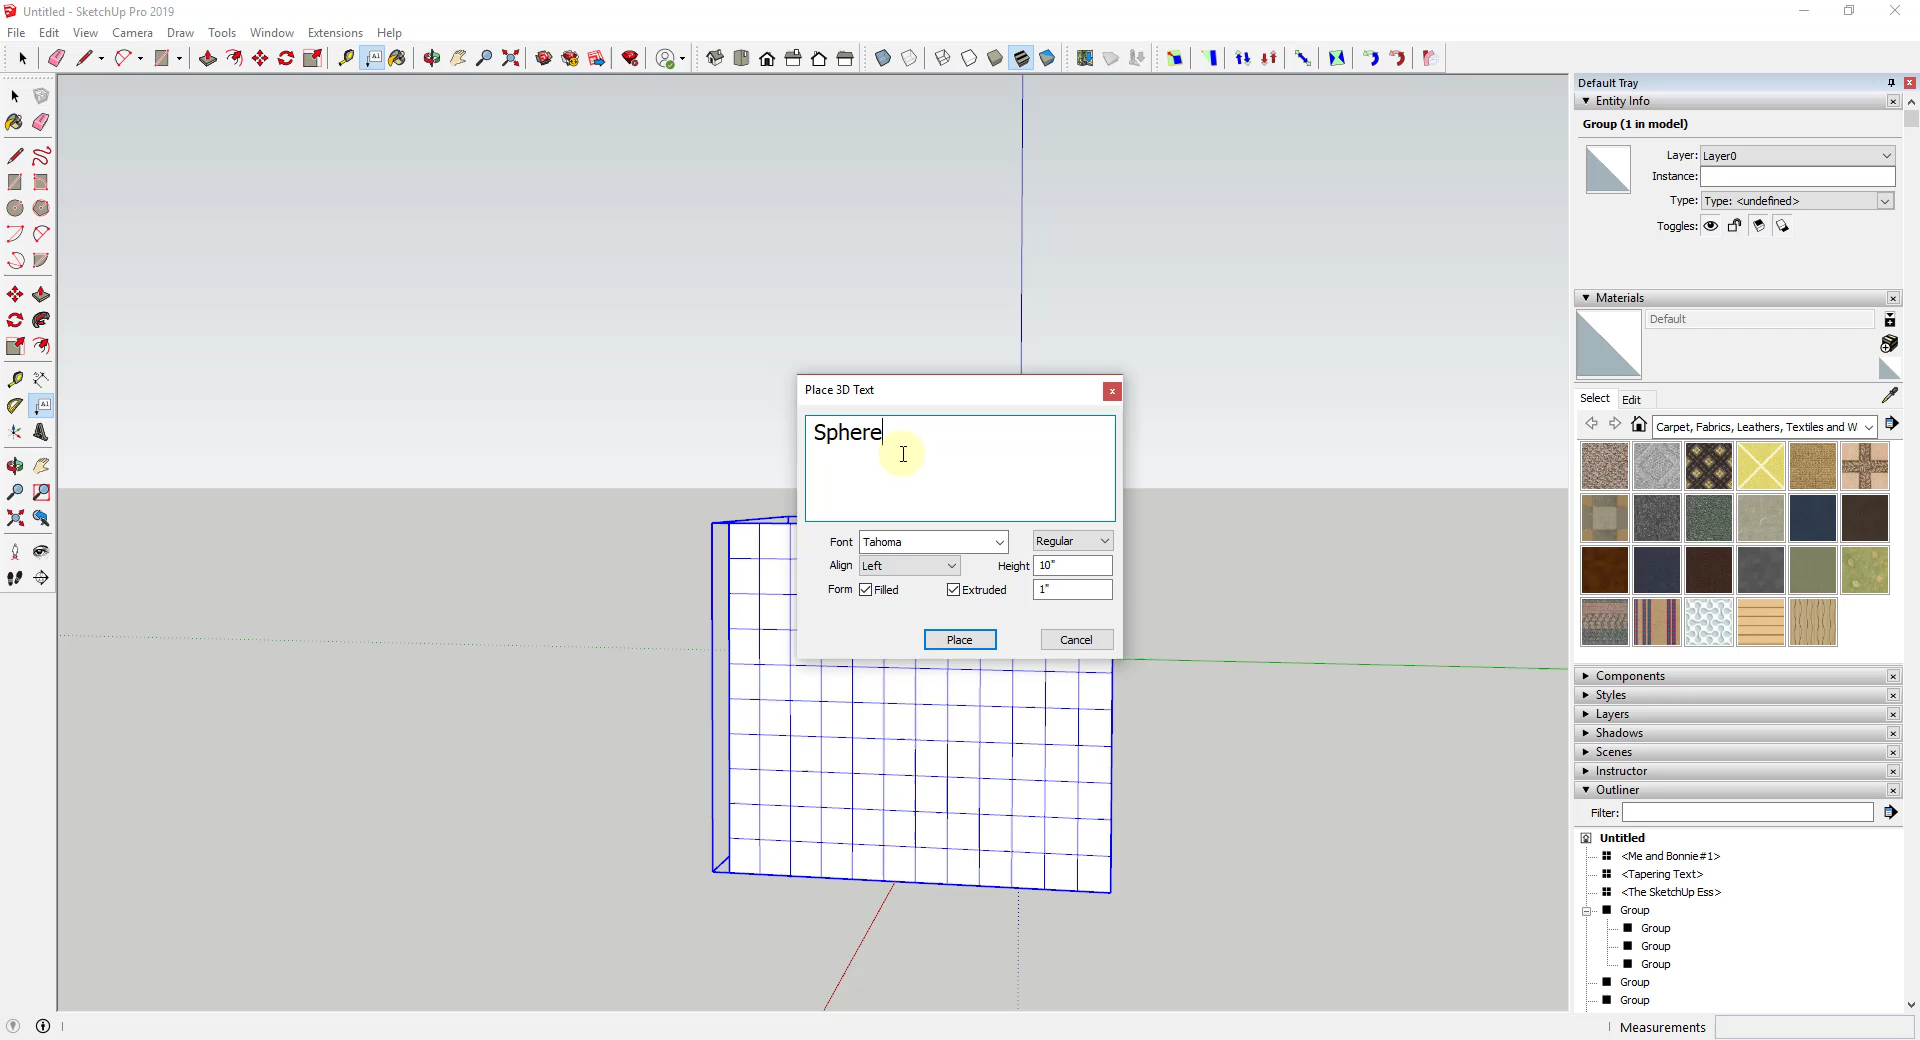 Untitled - SketchUp Pro 2019
File Edit View Camera Draw Tools Window Extensions Help
Default Tray
Entity Info
Group (1 in model)
Layer: Layer0
Instance:
Type: Type: <undefined>
Toggles:
Materials
Default
Select Edit
Carpet, Fabrics, Leathers, Textiles and W
Place 3D Text
Sphere
Font Tahoma Regular
Align Left Height 10"
Form Filled Extruded 1"
Place Cancel
Components
Styles
Layers
Shadows
Scenes
Instructor
Outliner
Filter:
Untitled
<Me and Bonnie#1>
<Tapering Text>
<The SketchUp Ess>
Group
Group
Group
Group
Group
Group
Measurements